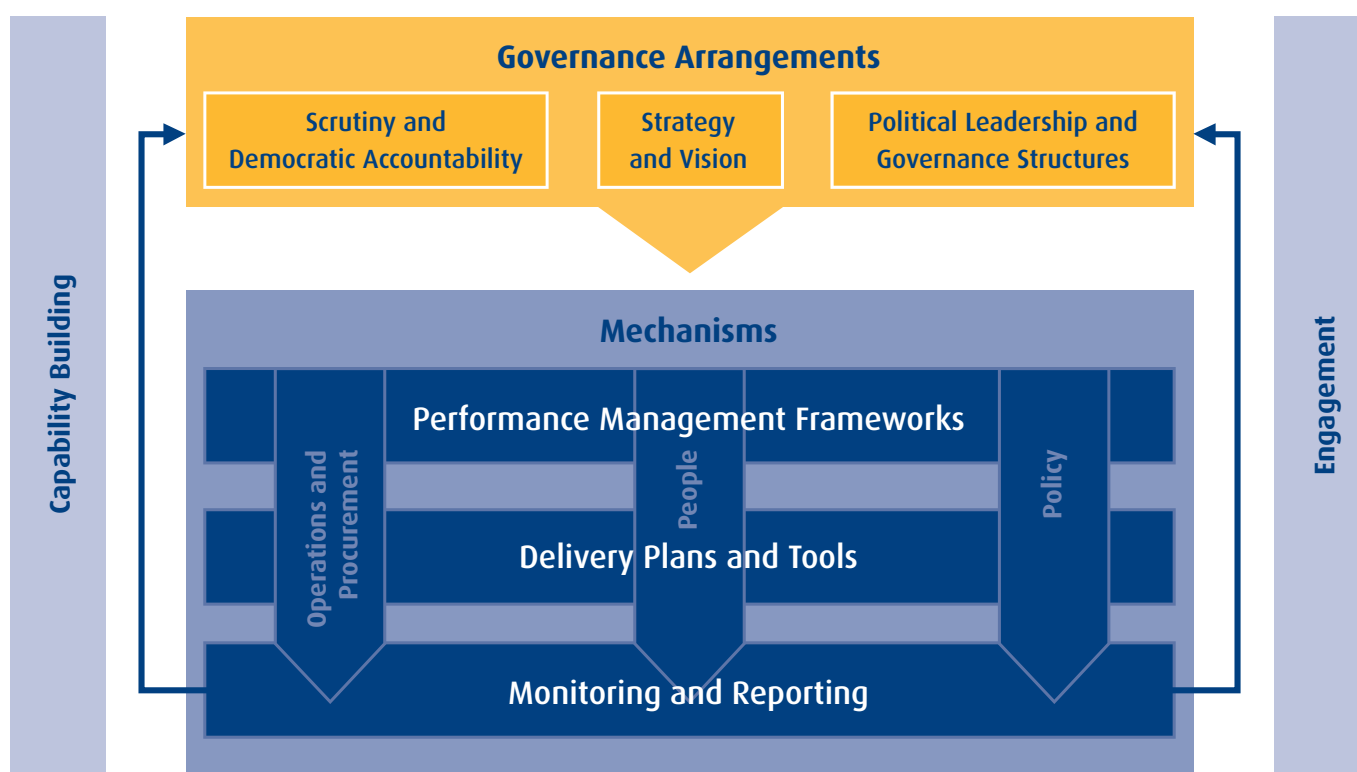 Governance Arrangements
Scrutiny and
Democratic Accountability
Strategy
and Vision
Political Leadership and
Governance Structures
Capability Building
Mechanisms
Performance Management Frameworks
Operations and
Procurement
People
Policy
Delivery Plans and Tools
Monitoring and Reporting
Engagement